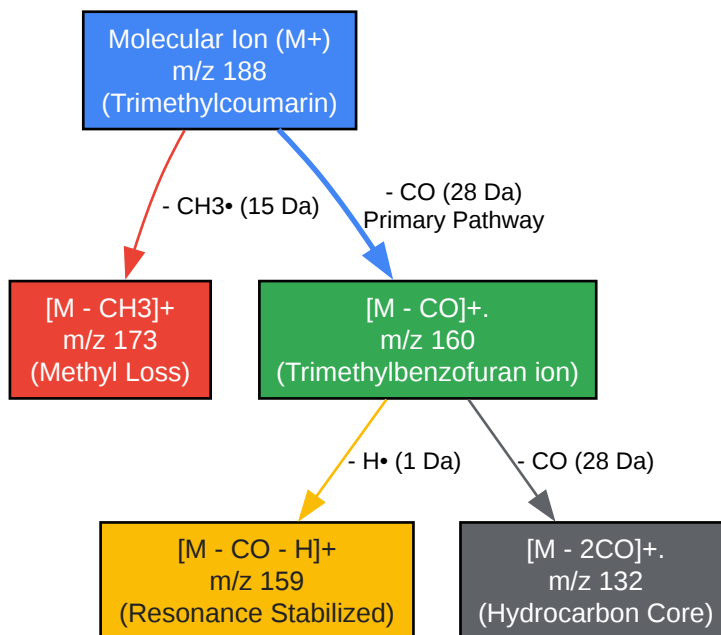 Molecular Ion (M+)
m/z 188
(Trimethylcoumarin)
- CH3• (15 Da)
- CO (28 Da)
Primary Pathway
[M - CH3]+
m/z 173
(Methyl Loss)
[M - CO]+.
m/z 160
(Trimethylbenzofuran ion)
- H• (1 Da)
- CO (28 Da)
[M - CO - H]+
m/z 159
(Resonance Stabilized)
[M - 2CO]+.
m/z 132
(Hydrocarbon Core)